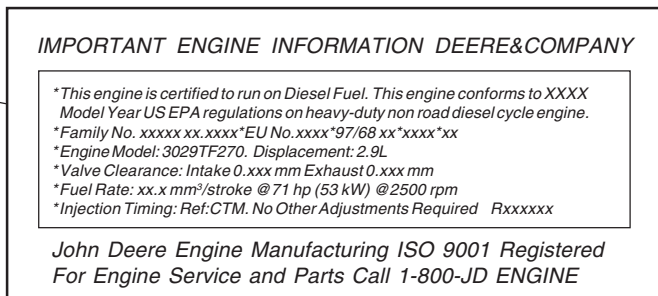 IMPORTANT ENGINE INFORMATION DEERE&COMPANY
*This engine is certified to run on Diesel Fuel. This engine conforms to XXXX
Model Year US EPA regulations on heavy-duty non road diesel cycle engine.
*Family No. xxxxx xx.xxxx*EU No.xxxx*97/68 xx*xxxx*xx
*Engine Model: 3029TF270. Displacement: 2.9L
*Valve Clearance: Intake 0.xxx mm Exhaust 0.xxx mm
*Fuel Rate: xx.x mm³/stroke @ 71 hp (53 kW) @2500 rpm
*Injection Timing: Ref:CTM. No Other Adjustments Required Rxxxxxx
John Deere Engine Manufacturing ISO 9001 Registered
For Engine Service and Parts Call 1-800-JD ENGINE